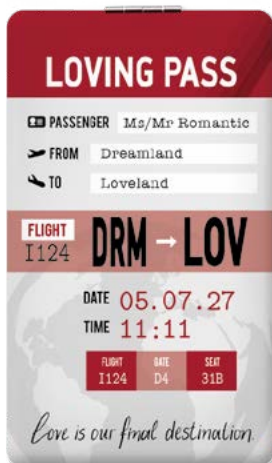 LOVING PASS
PASSENGER Ms/Mr Romantic
FROM Dreamland
TO Loveland
FLIGHT
I124
DRM → LOV
DATE 05.07.27
TIME 11:11
FLIGHT GATE SEAT
I124 D4 31B
Love is our final destination.